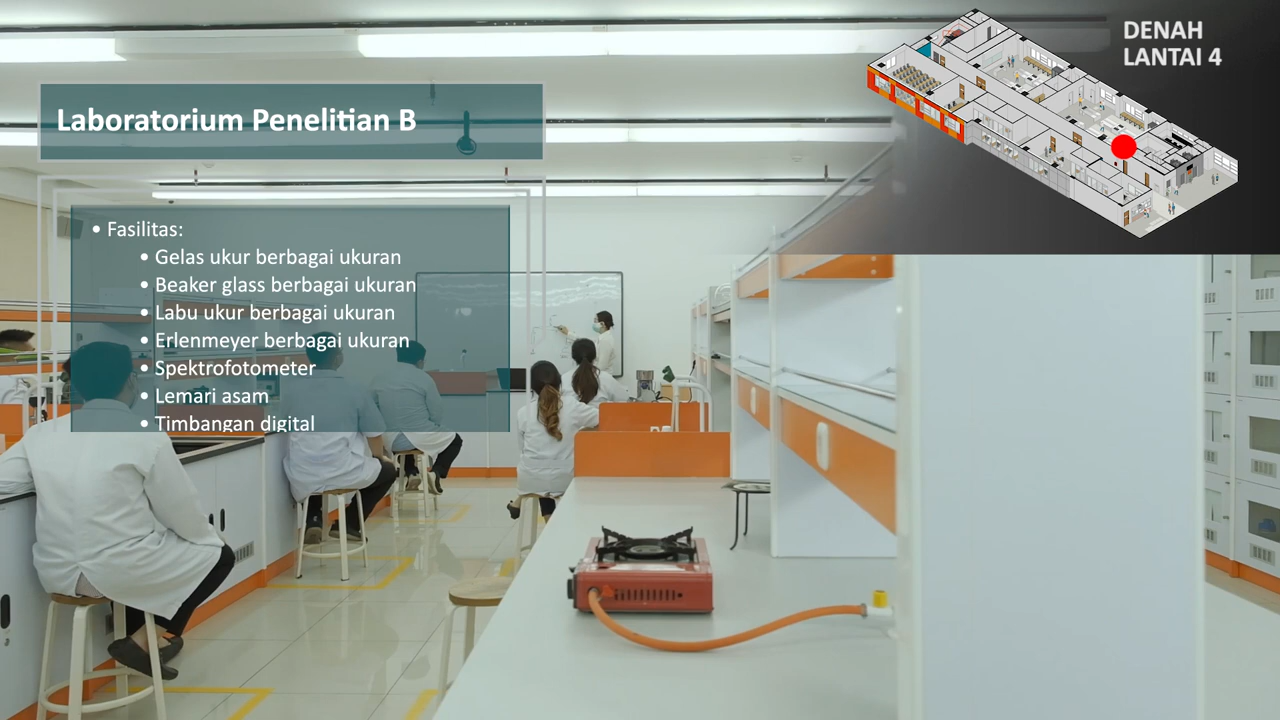 Laboratorium Penelitian B
• Fasilitas:
• Gelas ukur berbagai ukuran
• Beaker glass berbagai ukuran
• Labu ukur berbagai ukuran
• Erlenmeyer berbagai ukuran
• Spektrofotometer
• Lemari asam
• Timbangan digital
DENAH
LANTAI 4